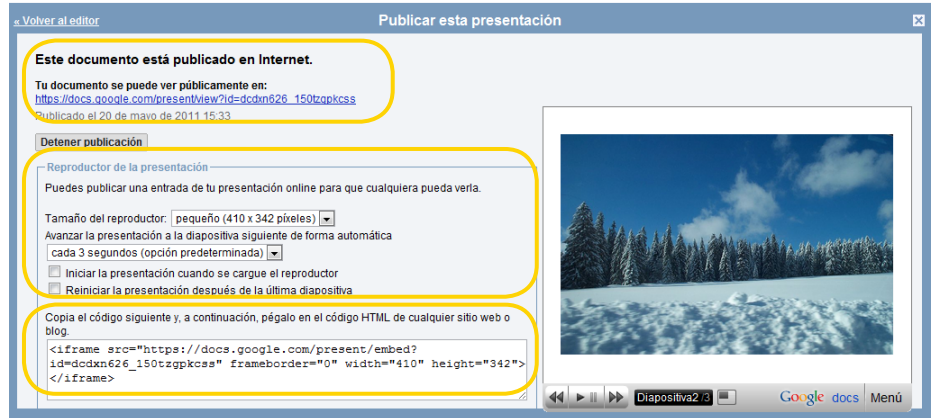 « Volver al editor
Publicar esta presentación
Este documento está publicado en Internet.
Tu documento se puede ver públicamente en:
https://docs.google.com/present/view?id=dcdxn626_150tzgpkcss
Publicado el 20 de mayo de 2011 15:33
Detener publicación
Reproductor de la presentación
Puedes publicar una entrada de tu presentación online para que cualquiera pueda verla.
Tamaño del reproductor: pequeño (410 x 342 píxeles)
Avanzar la presentación a la diapositiva siguiente de forma automática
cada 3 segundos (opción predeterminada)
Iniciar la presentación cuando se cargue el reproductor
Reiniciar la presentación después de la última diapositiva
Copia el código siguiente y, a continuación, pégalo en el código HTML de cualquier sitio web o
blog.
<iframe src="https://docs.google.com/present/embed?
id=dcdxn626_150tzgpkcss" frameborder="0" width="410" height="342">
</iframe>
Diapositiva2 /3
Google docs
Menú